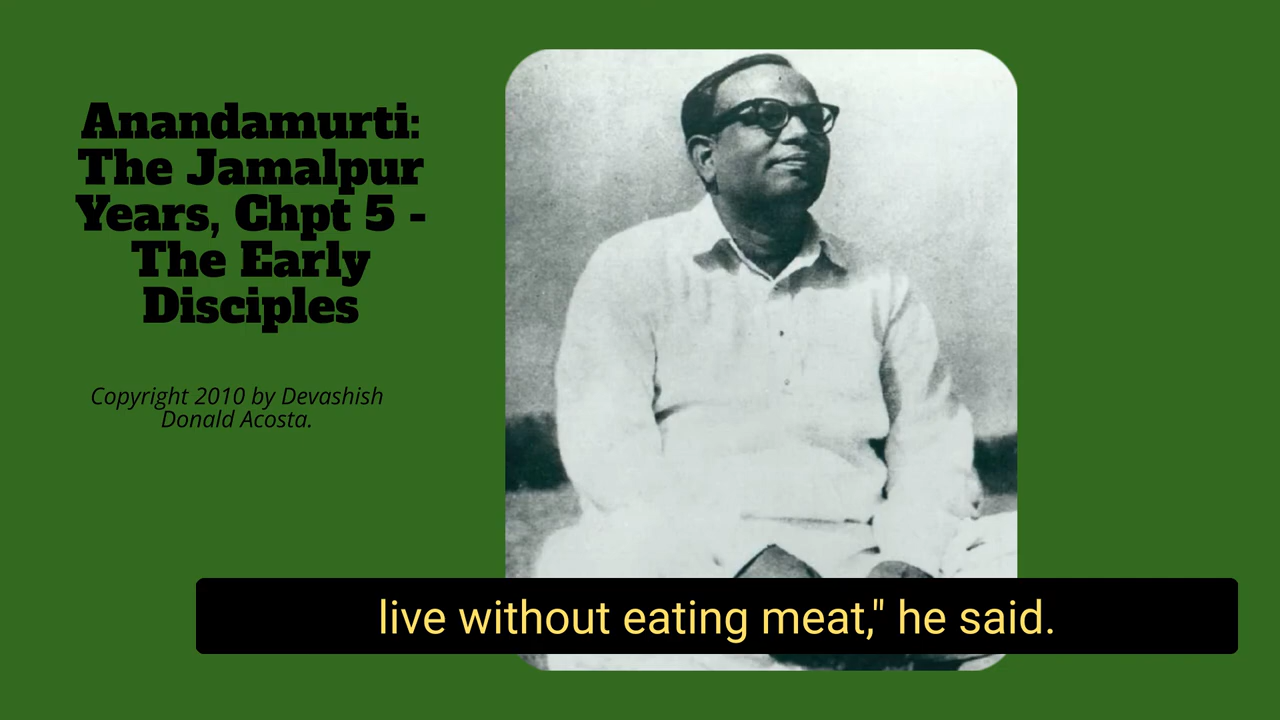 Anandamurti:
The Jamalpur
Years, Chpt 5 -
The Early
Disciples
Copyright 2010 by Devashish
Donald Acosta.
live without eating meat," he said.